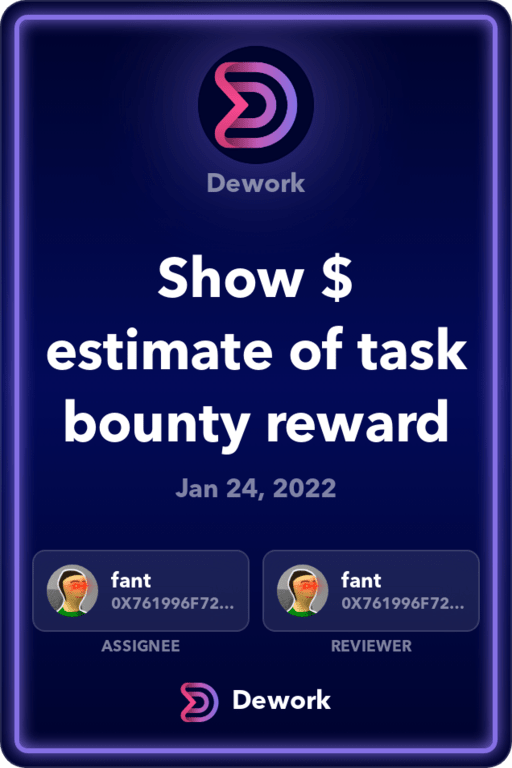 Dework
Show $
estimate of task
bounty reward
Jan 24, 2022
fant
0X761996F72...
ASSIGNEE
fant
0X761996F72...
REVIEWER
Dework